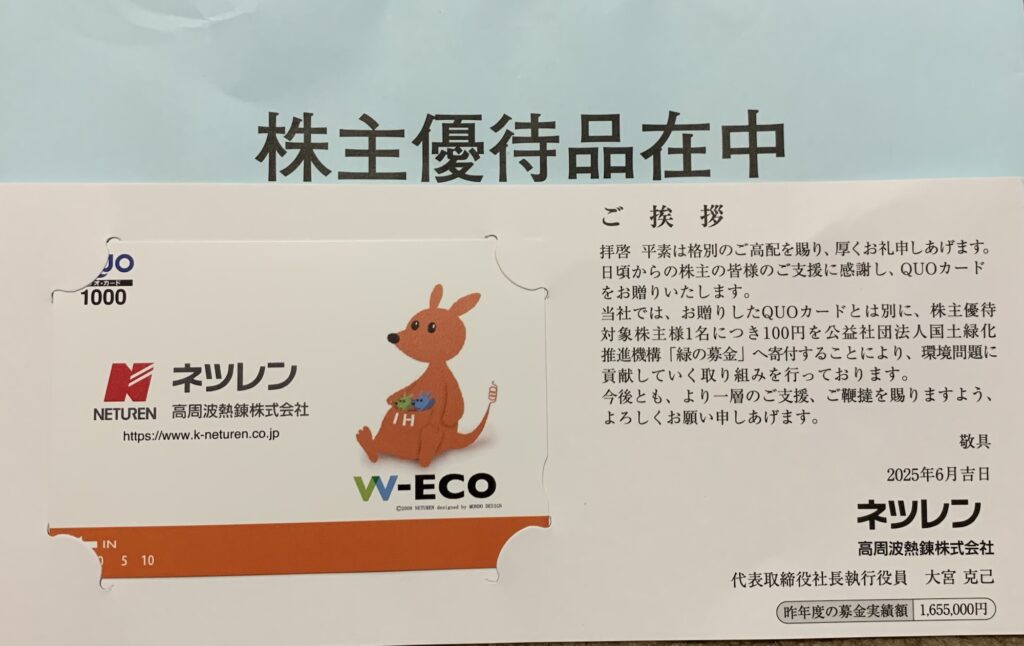 株主優待品在中
ご挨拶
拝啓 平素は格別のご高配を賜り、厚くお礼申しあげます。
日頃からの株主の皆様のご支援に感謝し、QUOカード
をお贈りいたします。
当社では、お贈りしたQUOカードとは別に、株主優待
対象株主様1名につき100円を公益社団法人国土緑化
推進機構「緑の募金」へ寄付することにより、環境問題に
貢献していく取り組みを行っております。
今後とも、より一層のご支援、ご鞭撻を賜りますよう、
よろしくお願い申しあげます。
敬具
2025年6月吉日
ネツレン
高周波熱錬株式会社
代表取締役社長執行役員 大宮 克己
昨年度の募金実績額 1,655,000円
UO
オ・カード
1000
NETUREN
ネツレン
高周波熱錬株式会社
https://www.k-neturen.co.jp
IH
W-ECO
©2009 NETUREN designed by MONDO DESIGN
IN
0 5 10